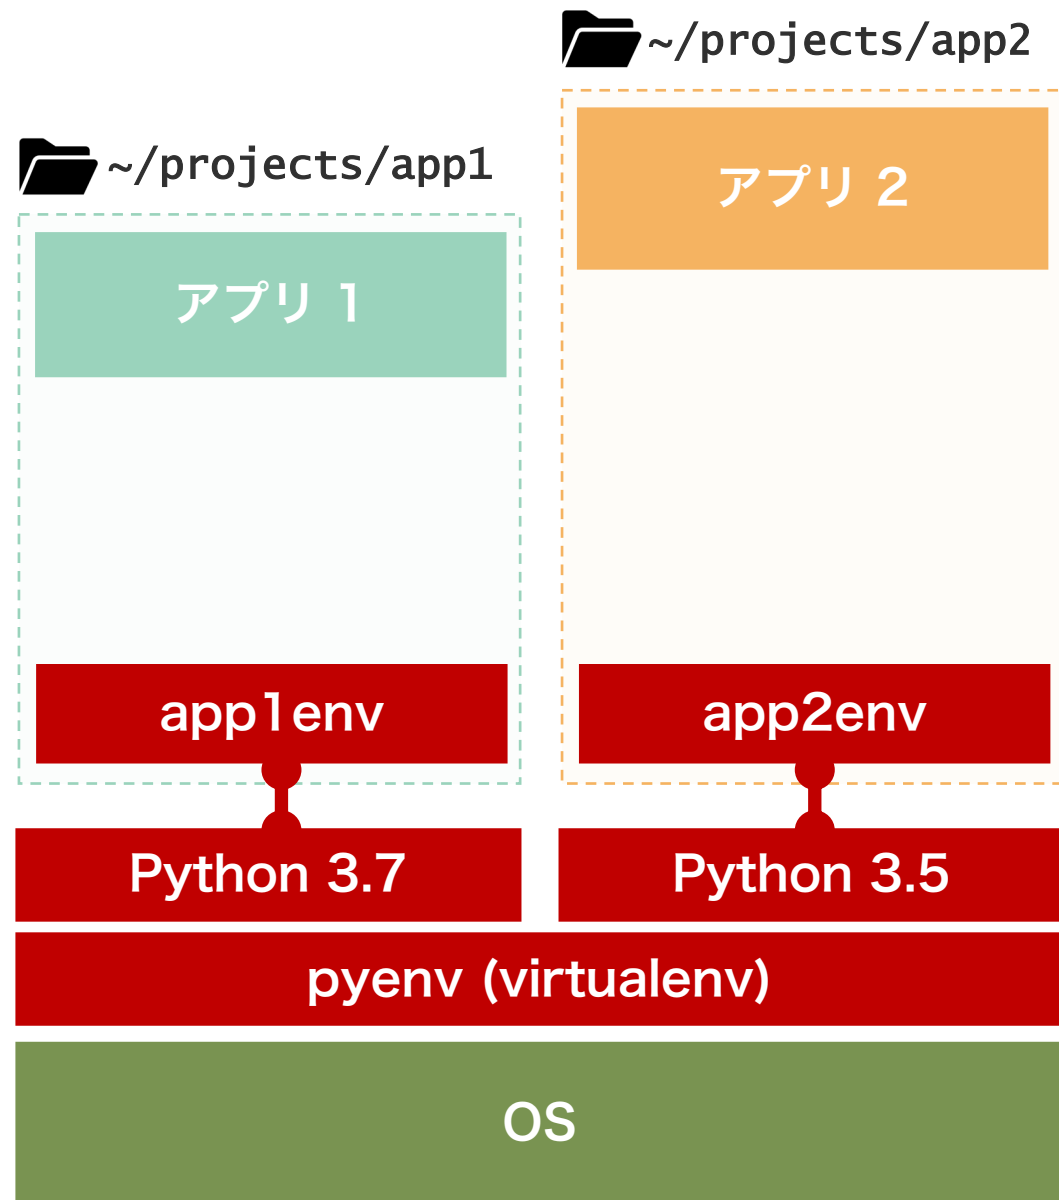 ~/projects/app2
~/projects/app1
アプリ 2
アプリ 1
app1env
app2env
Python 3.7
Python 3.5
pyenv (virtualenv)
OS